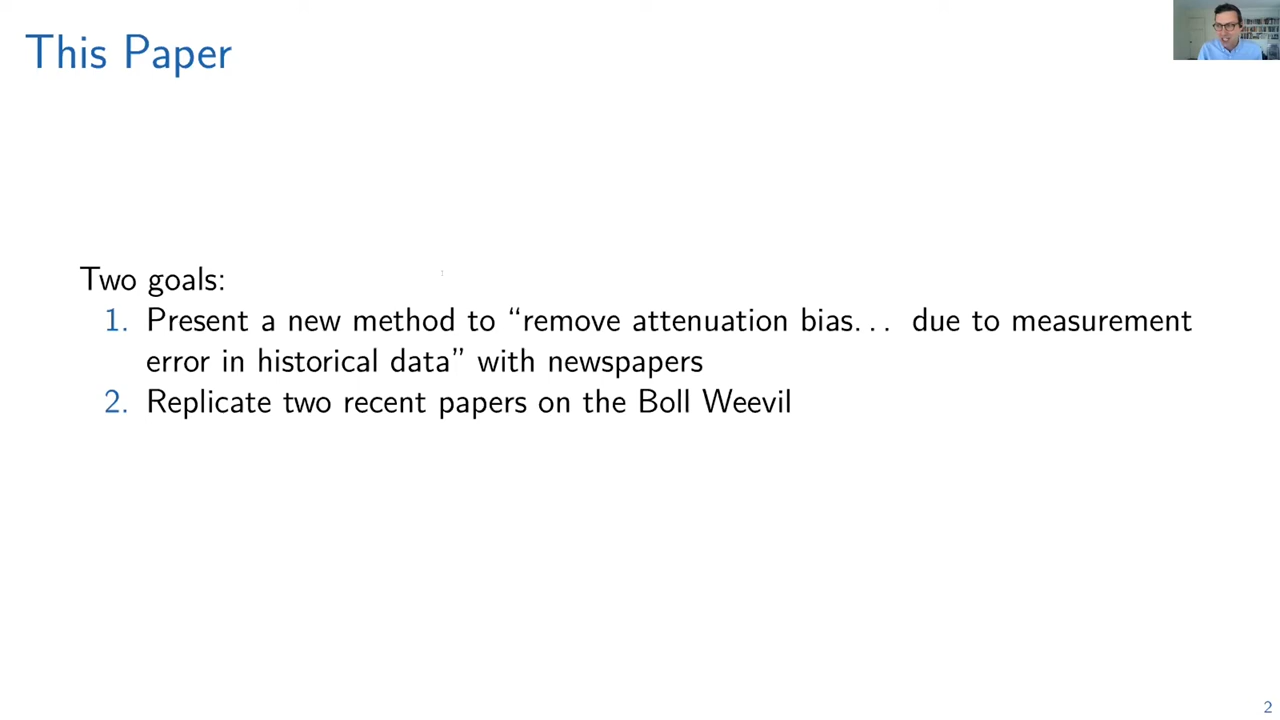 This Paper
Two goals:
1. Present a new method to “remove attenuation bias... due to measurement
error in historical data” with newspapers
2. Replicate two recent papers on the Boll Weevil
2